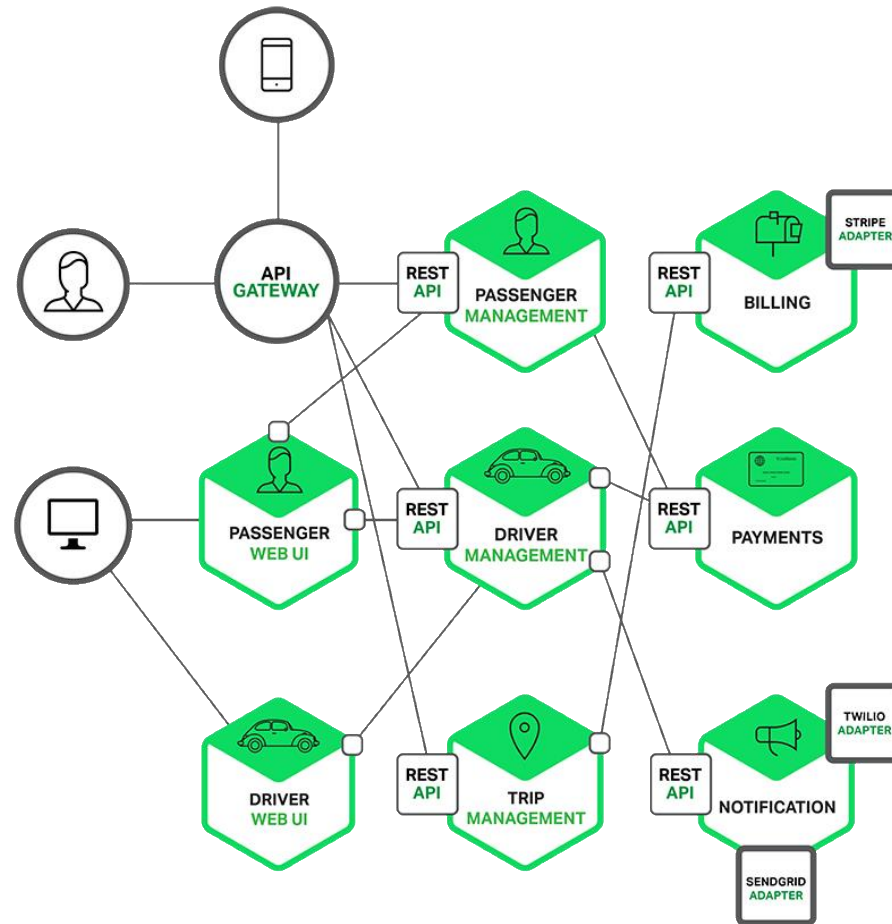 API
GATEWAY
REST
API
PASSENGER
MANAGEMENT
REST
API
BILLING
STRIPE
ADAPTER
PASSENGER
WEB UI
REST
API
DRIVER
MANAGEMENT
REST
API
PAYMENTS
DRIVER
WEB UI
REST
API
TRIP
MANAGEMENT
REST
API
NOTIFICATION
TWILIO
ADAPTER
SENDGRID
ADAPTER